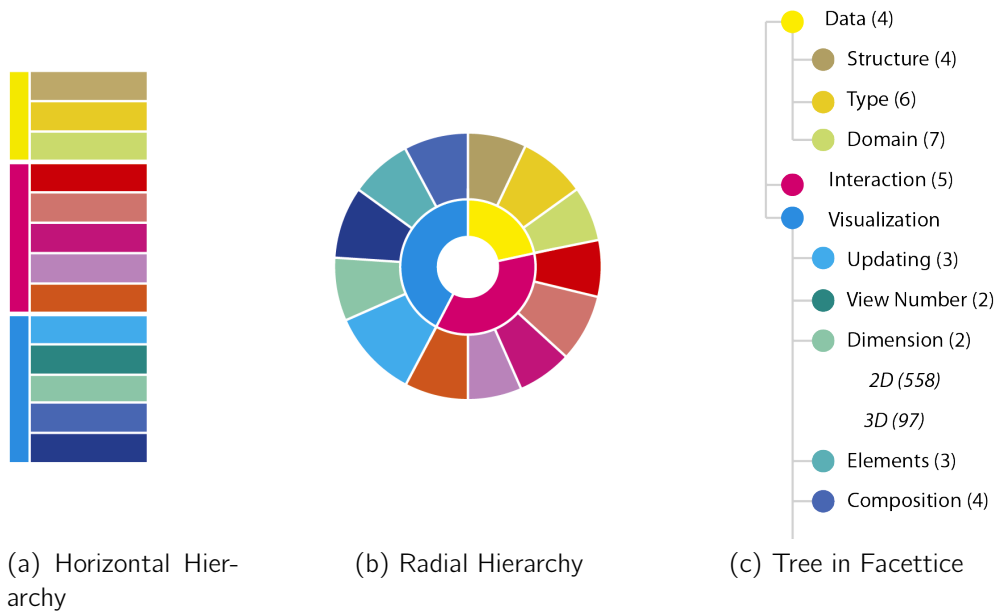 Data (4)
Structure (4)
Type (6)
Domain (7)
Interaction (5)
Visualization
Updating (3)
View Number (2)
Dimension (2)
2D (558)
3D (97)
Elements (3)
Composition (4)
(a) Horizontal Hier-
archy
(b) Radial Hierarchy
(c) Tree in Facettice